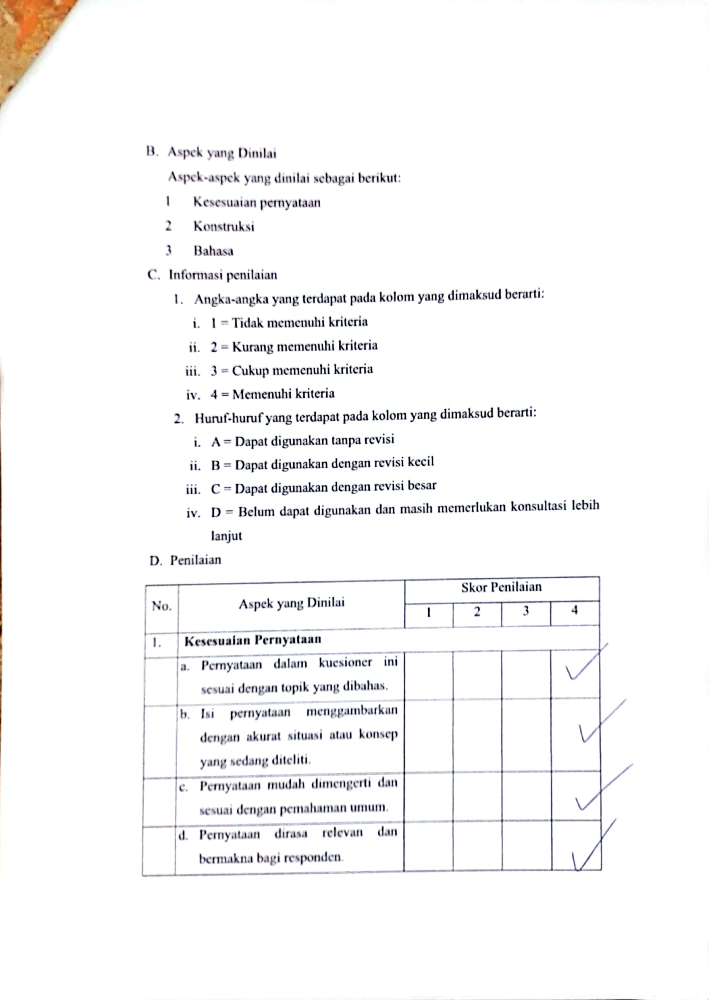 B. Aspek yang Dinilai
Aspek-aspek yang dinilai sebagai berikut:
1 Kesesuaian pernyataan
2 Konstruksi
3 Bahasa
C. Informasi penilaian
1. Angka-angka yang terdapat pada kolom yang dimaksud berarti:
i. 1 = Tidak memenuhi kriteria
ii. 2 = Kurang memenuhi kriteria
iii. 3 = Cukup memenuhi kriteria
iv. 4 = Memenuhi kriteria
2. Huruf-huruf yang terdapat pada kolom yang dimaksud berarti:
i. A = Dapat digunakan tanpa revisi
ii. B = Dapat digunakan dengan revisi kecil
iii. C = Dapat digunakan dengan revisi besar
iv. D = Belum dapat digunakan dan masih memerlukan konsultasi lebih
lanjut
D. Penilaian
No. Aspek yang Dinilai Skor Penilaian
1 2 3 4
1. Kesesuaian Pernyataan
a. Pernyataan dalam kuesioner ini ✓
sesuai dengan topik yang dibahas.
b. Isi pernyataan menggambarkan
dengan akurat situasi atau konsep ✓
yang sedang diteliti.
c. Pernyataan mudah dimengerti dan ✓
sesuai dengan pemahaman umum.
d. Pernyataan dirasa relevan dan ✓
bermakna bagi responden.